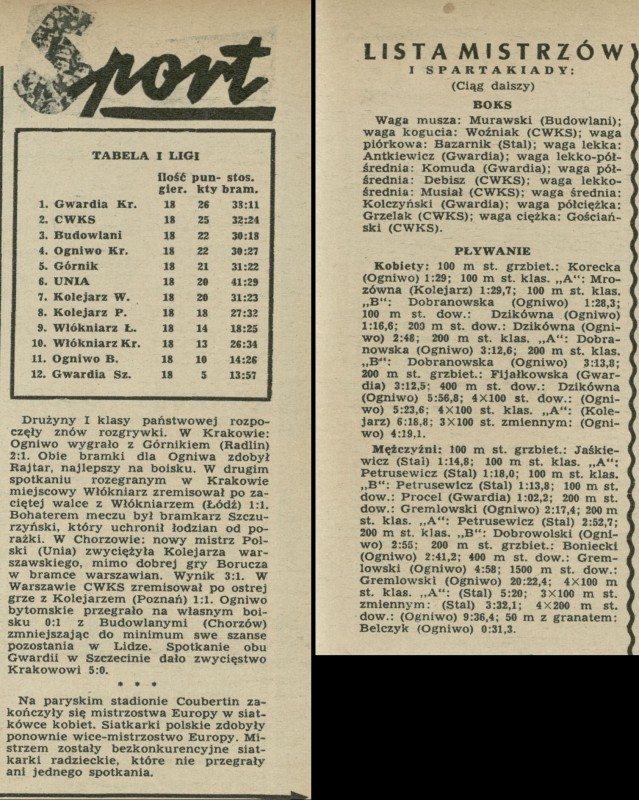 Sport
TABELA I LIGI
ilość pun- stos.
gier. kty bram.
1. Gwardia Kr. 18 26 38:11
2. CWKS 18 25 32:24
3. Budowlani 18 22 30:18
4. Ogniwo Kr. 18 22 30:27
5. Górnik 18 21 31:22
6. UNIA 18 20 41:29
7. Kolejarz W. 18 20 31:23
8. Kolejarz P. 18 18 27:32
9. Włókniarz Ł. 18 14 18:25
10. Włókniarz Kr. 18 13 26:34
11. Ogniwo B. 18 10 14:26
12. Gwardia Sz. 18 5 13:57
Drużyny I klasy państwowej rozpo-
częły znów rozgrywki. W Krakowie:
Ogniwo wygrało z Górnikiem (Radlin)
2:1. Obie bramki dla Ogniwa zdobył
Rajtar, najlepszy na boisku. W drugim
spotkaniu rozegranym w Krakowie
miejscowy Włókniarz zremisował po za-
ciętej walce z Włókniarzem (Łódź) 1:1.
Bohaterem meczu był bramkarz Szczu-
rzyński, który uchronił łodzian od po-
rażki. W Chorzowie: nowy mistrz Pol-
ski (Unia) zwyciężyła Kolejarza war-
szawskiego, mimo dobrej gry Borucza
w bramce warszawian. Wynik 3:1. W
Warszawie CWKS zremisował po ostrej
grze z Kolejarzem (Poznań) 1:1. Ogniwo
bytomskie przegrało na własnym boi-
sku 0:1 z Budowlanymi (Chorzów)
zmniejszając do minimum swe szanse
pozostania w Lidze. Spotkanie obu
Gwardii w Szczecinie dało zwycięstwo
Krakowowi 5:0.
* * *
Na paryskim stadionie Coubertin za-
kończyły się mistrzostwa Europy w siat-
kówce kobiet. Siatkarki polskie zdobyły
ponownie wice-mistrzostwo Europy. Mi-
strzem zostały bezkonkurencyjne siat-
karki radzieckie, które nie przegrały
ani jednego spotkania.
LISTA MISTRZÓW
I SPARTAKIADY:
(Ciąg dalszy)
BOKS
Waga musza: Murawski (Budowlani);
waga kogucia: Woźniak (CWKS); waga
piórkowa: Bazarnik (Stal); waga lekka:
Antkiewicz (Gwardia); waga lekko-pół-
średnia: Komuda (Gwardia); waga pół-
średnia: Debisz (CWKS); waga lekko-
średnia: Musiał (CWKS); waga średnia:
Kolczyński (Gwardia); waga półciężka:
Grzelak (CWKS); waga ciężka: Gościań-
ski (CWKS).
PŁYWANIE
Kobiety: 100 m st. grzbiet.: Korecka
(Ogniwo) 1:29; 100 m st. klas. „A“: Mro-
zówna (Kolejarz) 1:29,7; 100 m st. klas.
„B“: Dobranowska (Ogniwo) 1:28,3;
100 m st. dow.: Dzikówna (Ogniwo)
1:16,6; 200 m st. dow.: Dzikówna (Ogni-
wo) 2:48; 200 m st. klas. „A“: Dobra-
nowska (Ogniwo) 3:12,6; 200 m st. klas.
„B“: Dobranowska (Ogniwo) 3:13,8;
200 m st. grzbiet.: Fijałkowska (Gwar-
dia) 3:12,5; 400 m st. dow.: Dzikówna
(Ogniwo) 5:56,8; 4×100 st. dow.: (Ogni-
wo) 5:23,6; 4×100 st. klas. „A“: (Kole-
jarz) 6:18,8; 3×100 st. zmiennym: (Ogni-
wo) 4:19,1.
Mężczyźni: 100 m st. grzbiet.: Jaśkie-
wicz (Stal) 1:14,8; 100 m st. klas. „A“:
Petrusewicz (Stal) 1:18,0; 100 m st. klas.
„B“: Petrusewicz (Stal) 1:13,8; 100 m st.
dow.: Procel (Gwardia) 1:02,2; 200 m st.
dow.: Gremlowski (Ogniwo) 2:17,4; 200 m
st. klas. „A“: Petrusewicz (Stal) 2:52,7;
200 m st. klas. „B“: Dobrowolski (Ogni-
wo) 2:55; 200 m st. grzbiet.: Boniecki
(Ogniwo) 2:41,2; 400 m st. dow.: Grem-
lowski (Ogniwo) 4:58; 1500 m st. dow.:
Gremlowski (Ogniwo) 20:22,4; 4×100 m
st. klas. „A“: (Stal) 5:20; 3×100 m st.
zmiennym: (Stal) 3:32,1; 4×200 m st.
dow.: (Ogniwo) 9:36,4; 50 m z granatem:
Belczyk (Ogniwo) 0:31,3.